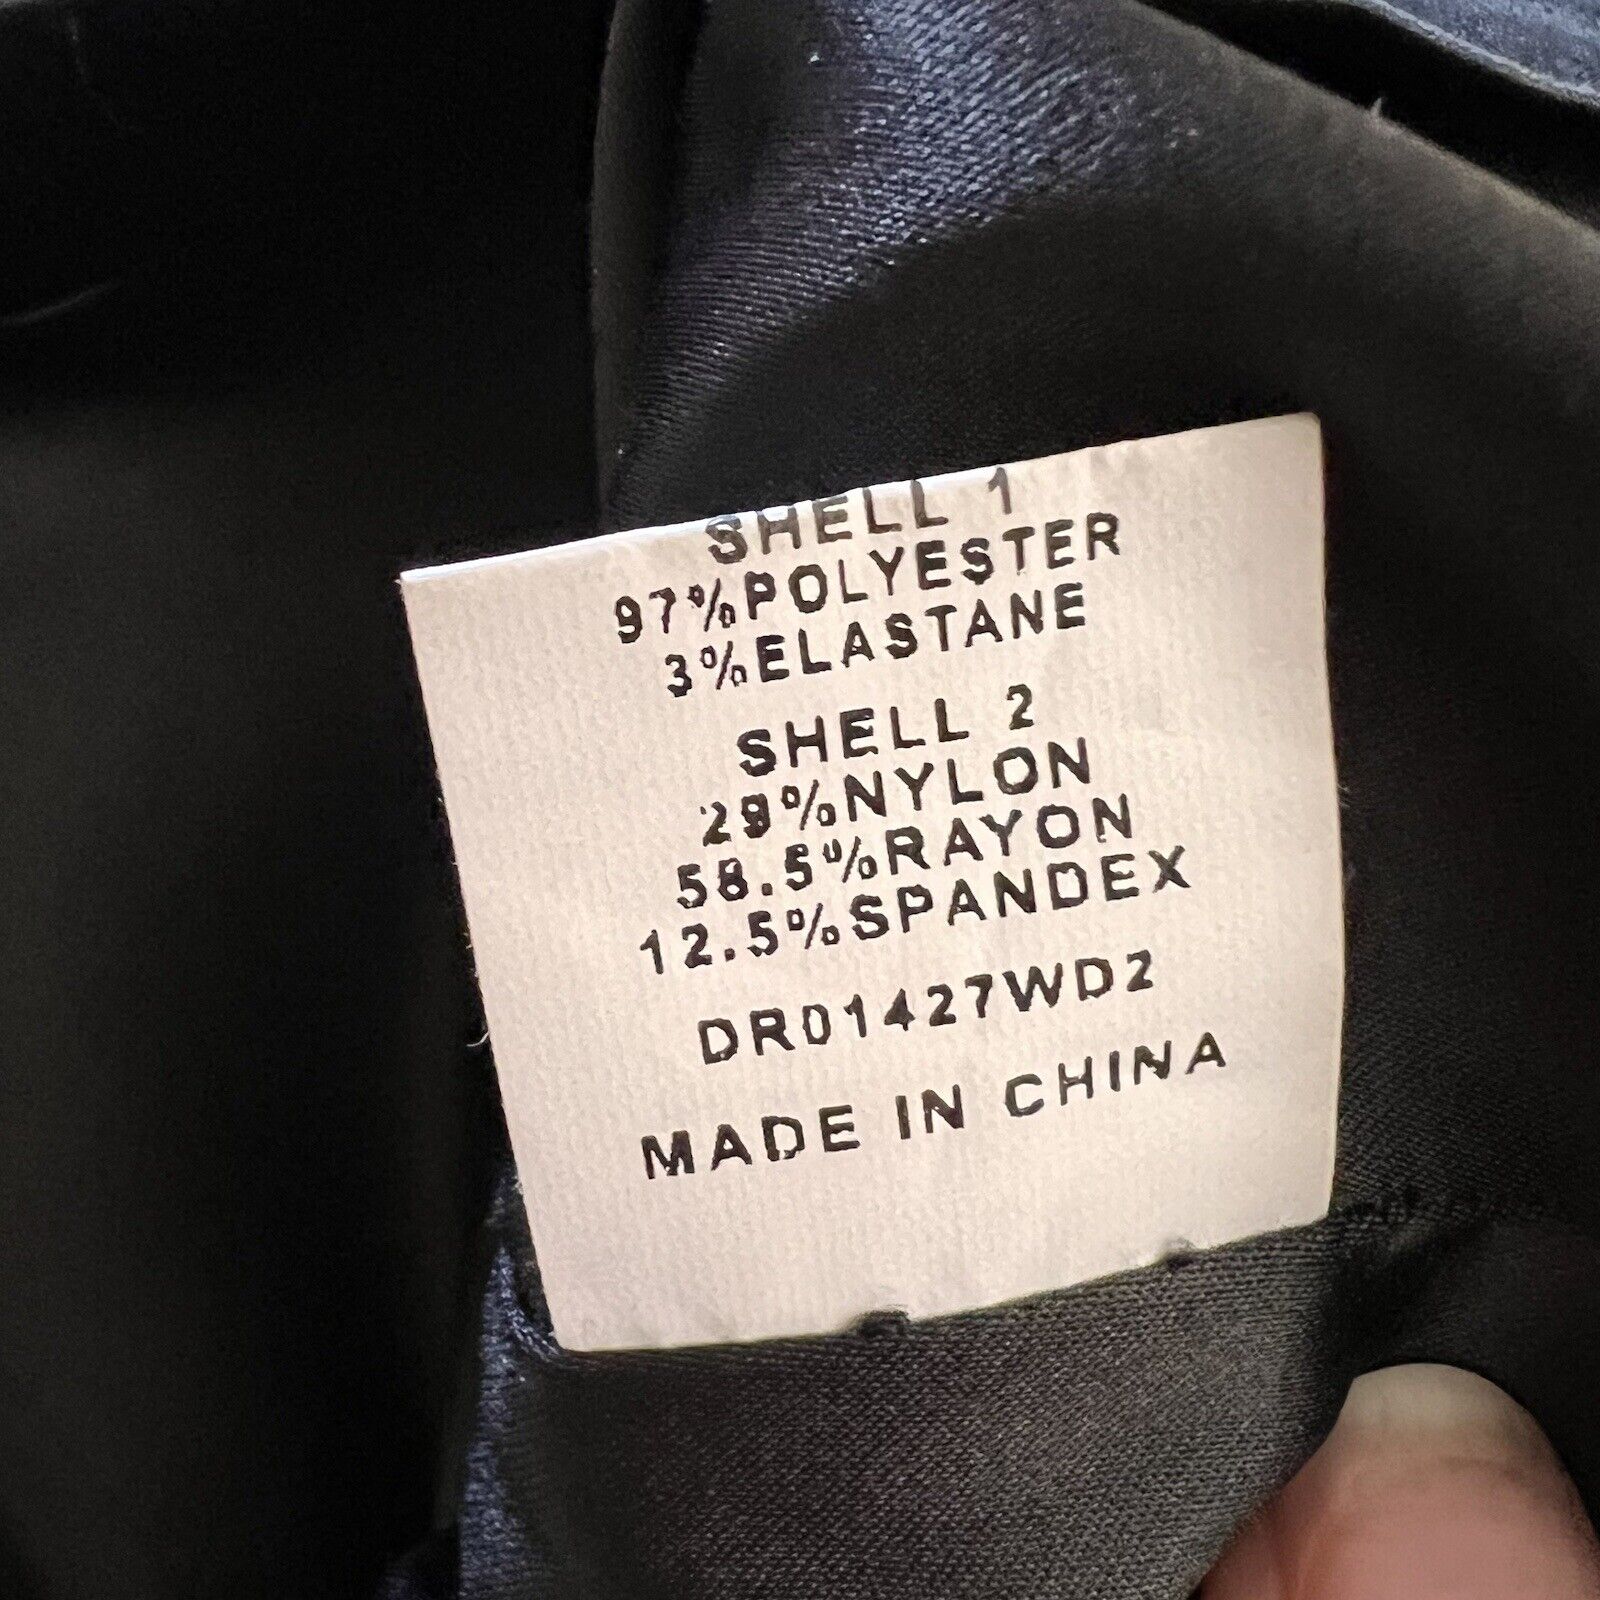 SHELL 1
97%POLYESTER
3%ELASTANE
SHELL 2
29%NYLON
58.5%RAYON
12.5%SPANDEX
DR01427WD2
MADE IN CHINA